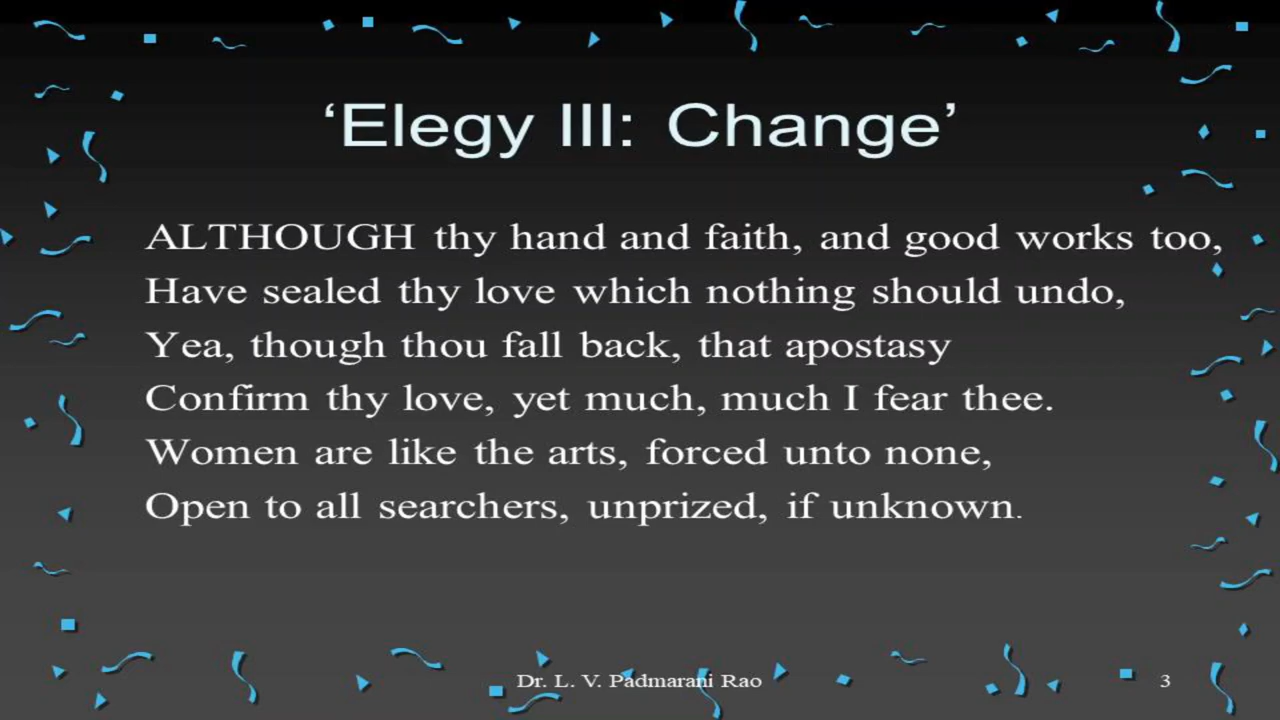 ‘Elegy III: Change’
ALTHOUGH thy hand and faith, and good works too,
Have sealed thy love which nothing should undo,
Yea, though thou fall back, that apostasy
Confirm thy love, yet much, much I fear thee.
Women are like the arts, forced unto none,
Open to all searchers, unprized, if unknown.
Dr. L. V. Padmarani Rao
3